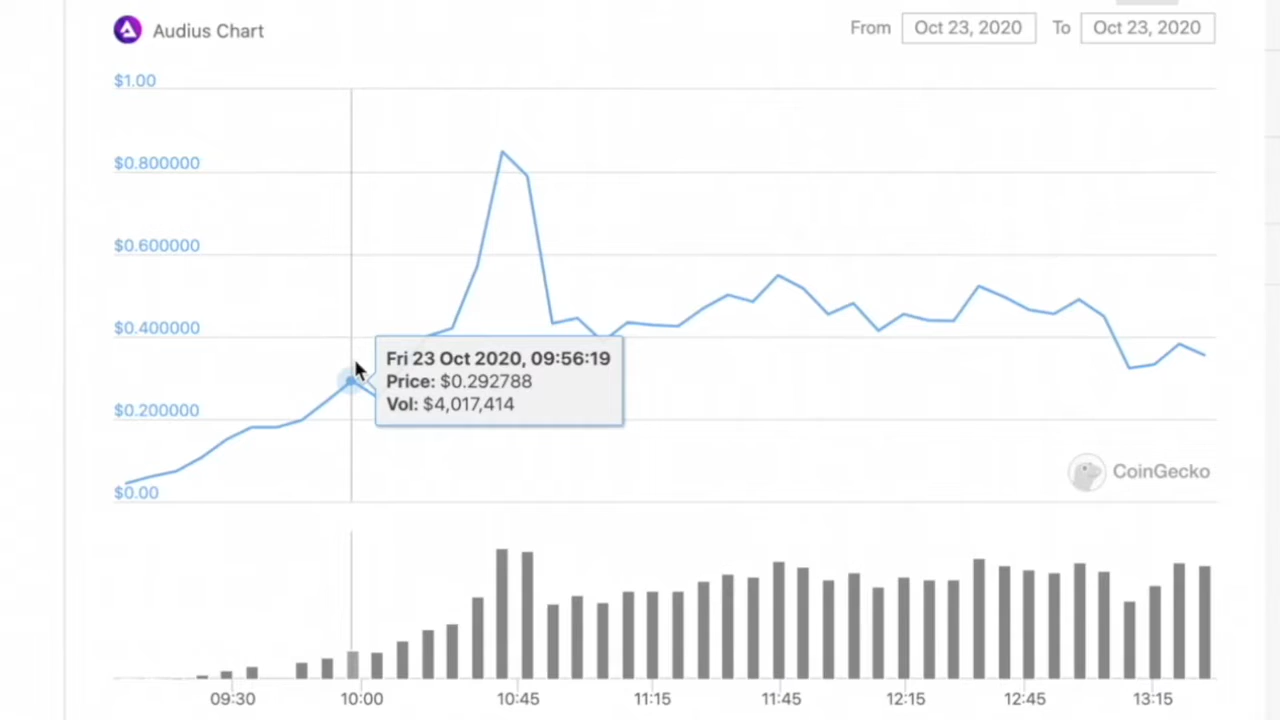 Audius Chart
From Oct 23, 2020 To Oct 23, 2020
$1.00
$0.800000
$0.600000
$0.400000
$0.200000
$0.00
Fri 23 Oct 2020, 09:56:19
Price: $0.292788
Vol: $4,017,414
CoinGecko
09:30 10:00 10:45 11:15 11:45 12:15 12:45 13:15